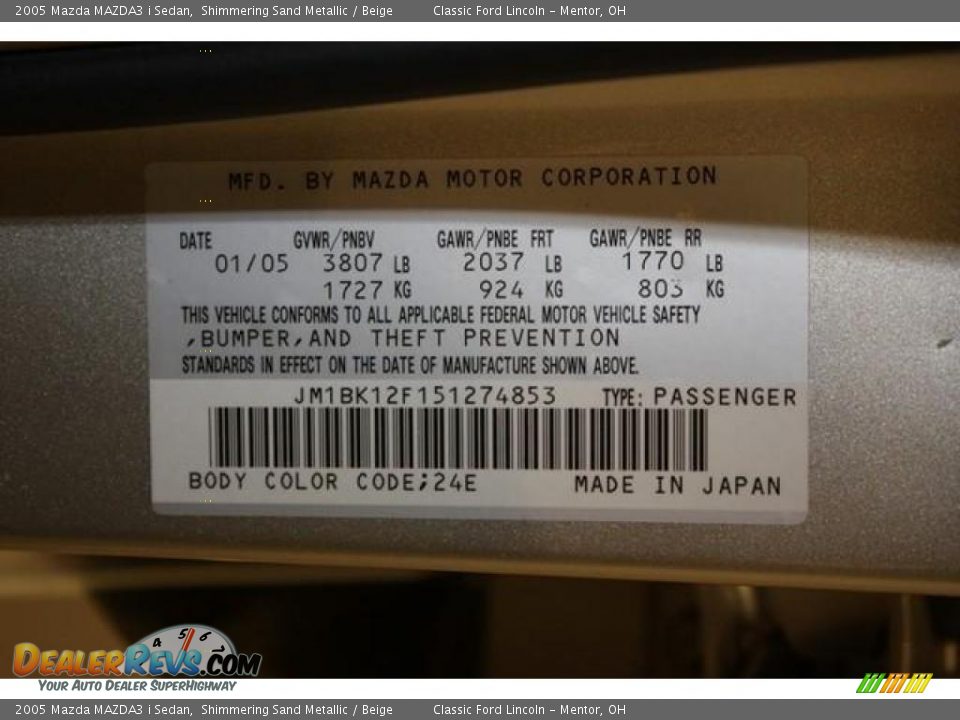 2005 Mazda MAZDA3 i Sedan, Shimmering Sand Metallic / Beige Classic Ford Lincoln - Mentor, OH
MFD. BY MAZDA MOTOR CORPORATION
DATE GVWR/PNBV GAWR/PNBE FRT GAWR/PNBE RR
01/05 3807 LB 2037 LB 1770 LB
1727 KG 924 KG 803 KG
THIS VEHICLE CONFORMS TO ALL APPLICABLE FEDERAL MOTOR VEHICLE SAFETY
,BUMPER,AND THEFT PREVENTION
STANDARDS IN EFFECT ON THE DATE OF MANUFACTURE SHOWN ABOVE.
JM1BK12F151274853 TYPE: PASSENGER
BODY COLOR CODE;24E MADE IN JAPAN
4 5 6
DEALERREVS.COM
YOUR AUTO DEALER SUPERHIGHWAY
2005 Mazda MAZDA3 i Sedan, Shimmering Sand Metallic / Beige Classic Ford Lincoln - Mentor, OH